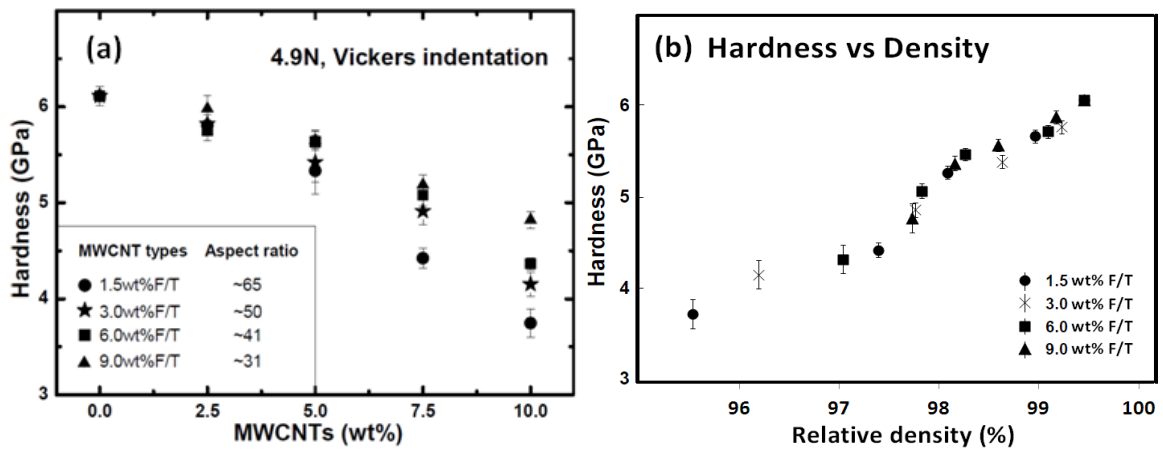 (a)
4.9N, Vickers indentation
Hardness (GPa)
6
5
4
3
MWCNT types Aspect ratio
1.5wt%F/T ~65
3.0wt%F/T ~50
6.0wt%F/T ~41
9.0wt%F/T ~31
0.0 2.5 5.0 7.5 10.0
MWCNTs (wt%)
(b) Hardness vs Density
Hardness (GPa)
6
5
4
3
1.5 wt% F/T
3.0 wt% F/T
6.0 wt% F/T
9.0 wt% F/T
96 97 98 99 100
Relative density (%)